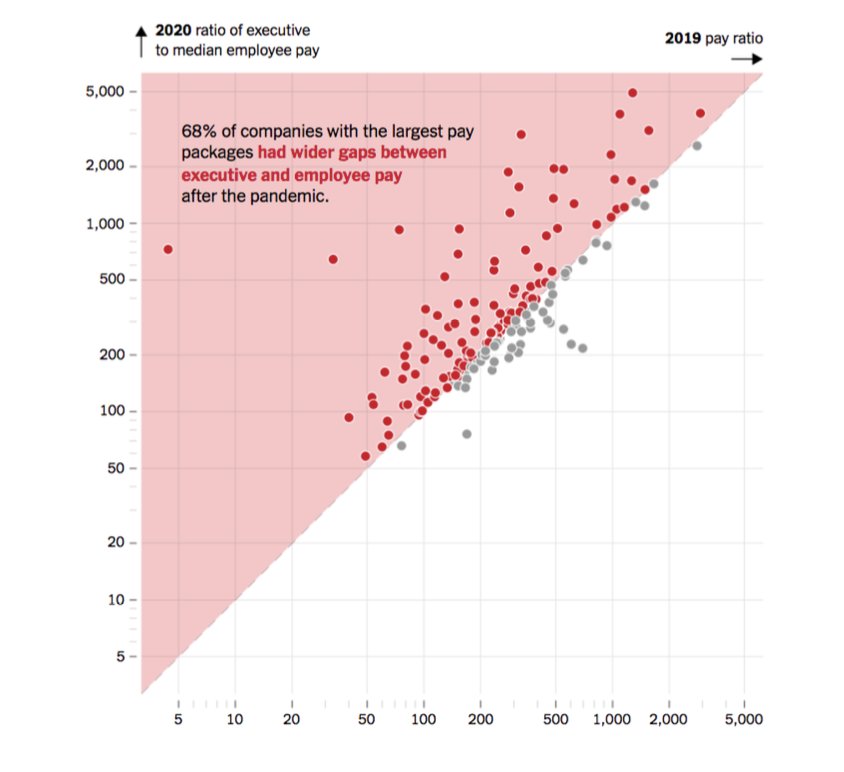 2020 ratio of executive
to median employee pay
2019 pay ratio
5,000
68% of companies with the largest pay
packages had wider gaps between
executive and employee pay
after the pandemic.
2,000
1,000
500
200
100
50
20
10
5
5 10 20 50 100 200 500 1,000 2,000 5,000